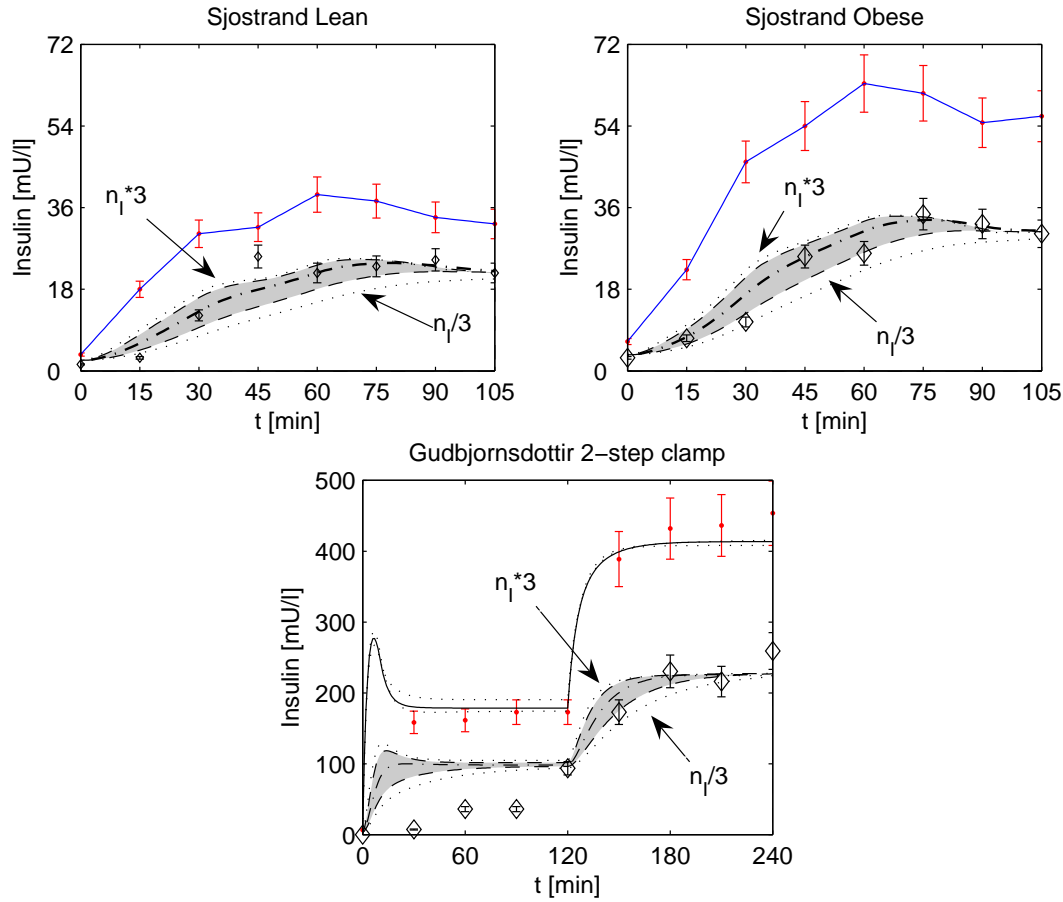 Sjostrand Lean
72
54
36
18
0
Insulin [mU/l]
n_I*3
n_I/3
0 15 30 45 60 75 90 105
t [min]
Sjostrand Obese
72
54
36
18
0
Insulin [mU/l]
n_I*3
n_I/3
0 15 30 45 60 75 90 105
t [min]
Gudbjornsdottir 2−step clamp
500
400
300
200
100
0
Insulin [mU/l]
n_I*3
n_I/3
0 60 120 180 240
t [min]